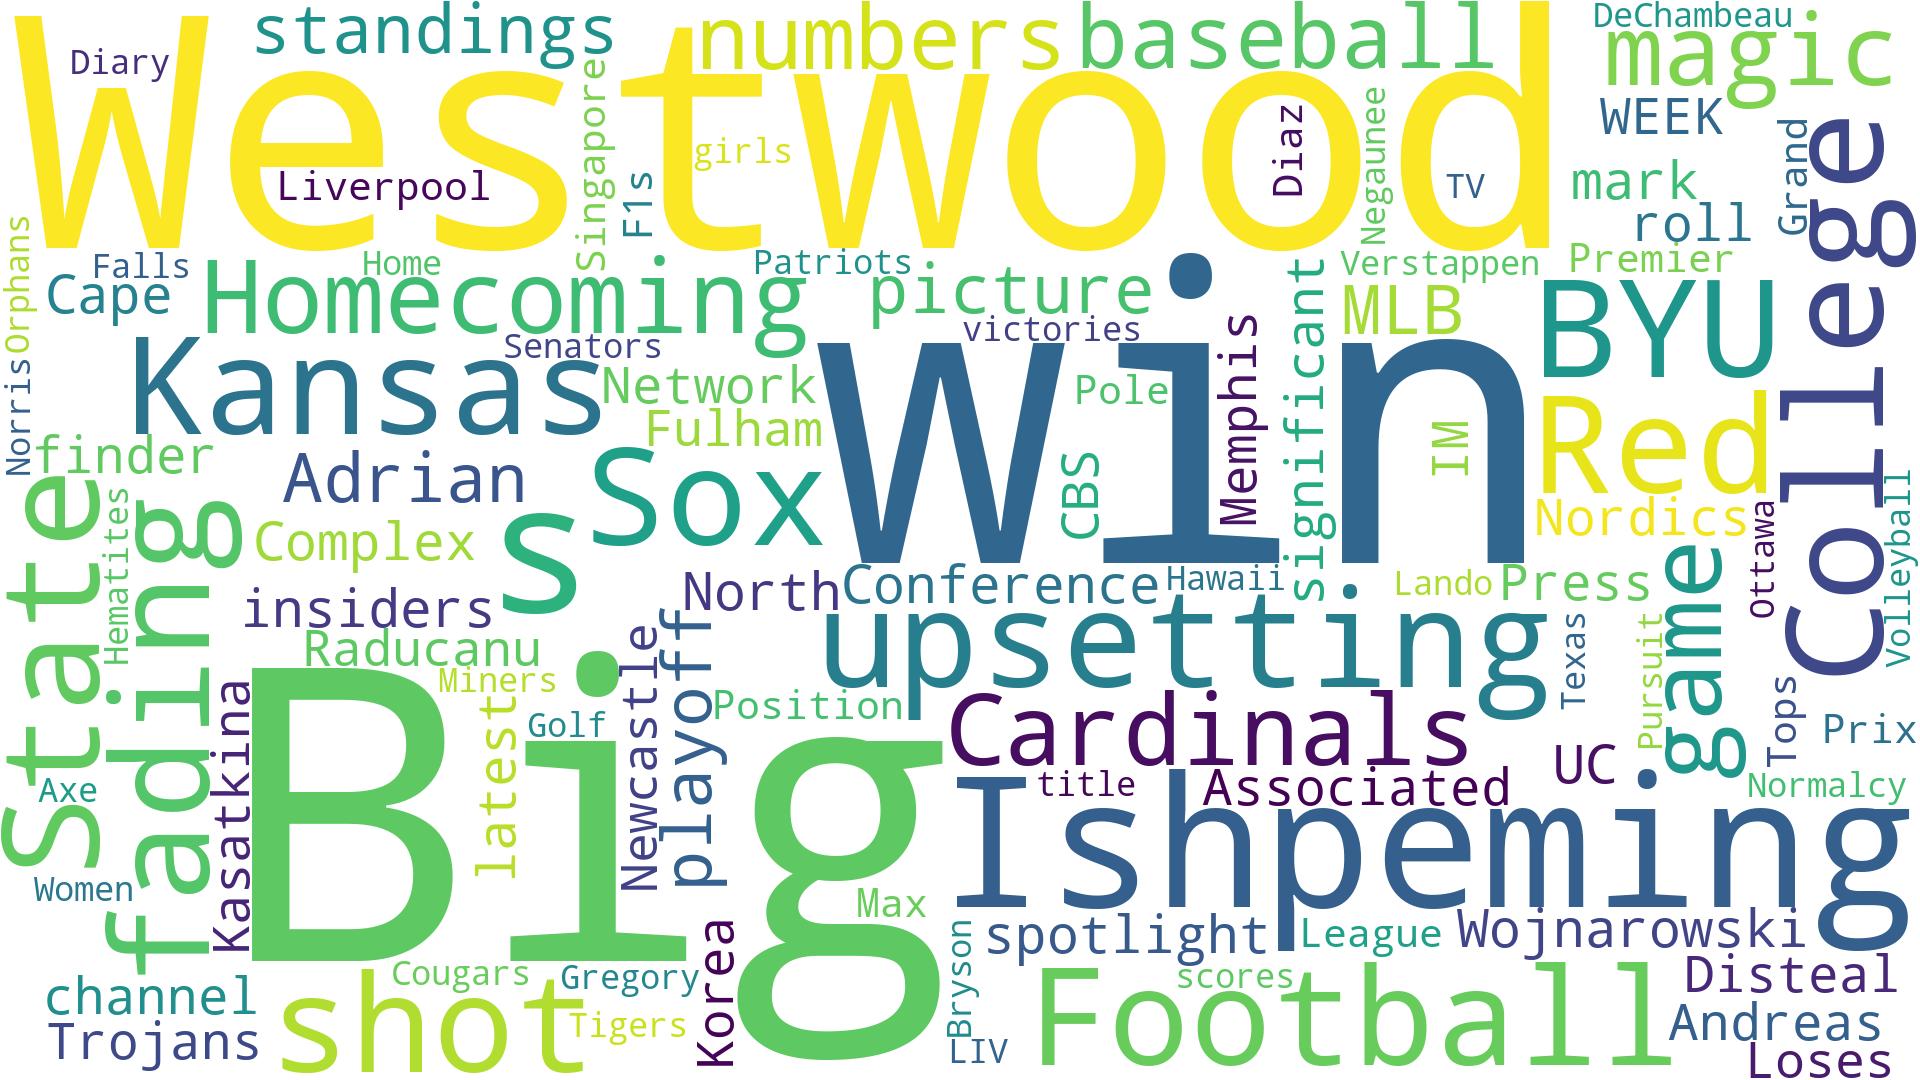 Westwood
standings
numbers
baseball
DeChambeau
magic
Diary
WEEK
Liverpool
Singapore
F1s
girls
Diaz
Negaunee
TV
mark
roll
Grand
College
Orphans
Falls
Cape
Home
Homecoming
Patriots
picture
victories
significant
Verstappen
MLB
Premier
BYU
Norris
Kansas
Senators
Network
Fulham
win
Pole
Memphis
IM
CBS
Red
Nordics
finder
Adrian
Sox
State
Hematites
fading
Complex
s
insiders
North
Conference
Hawaii
Lando
Press
game
Ottawa
Volleyball
Raducanu
Miners
latest
Golf
Newcastle
playoff
Position
upsetting
Texas
Pursuit
Tops
Prix
Cardinals
UC
Normalcy
Axe
Kasatkina
Big
title
Associated
Ishpeming
Women
Max
Bryson
spotlight
League
Wojnarowski
channel
Trojans
shot
Cougars
Gregory
Tigers
Korea
LIV
Football
scores
Disteal
Andreas
Loses